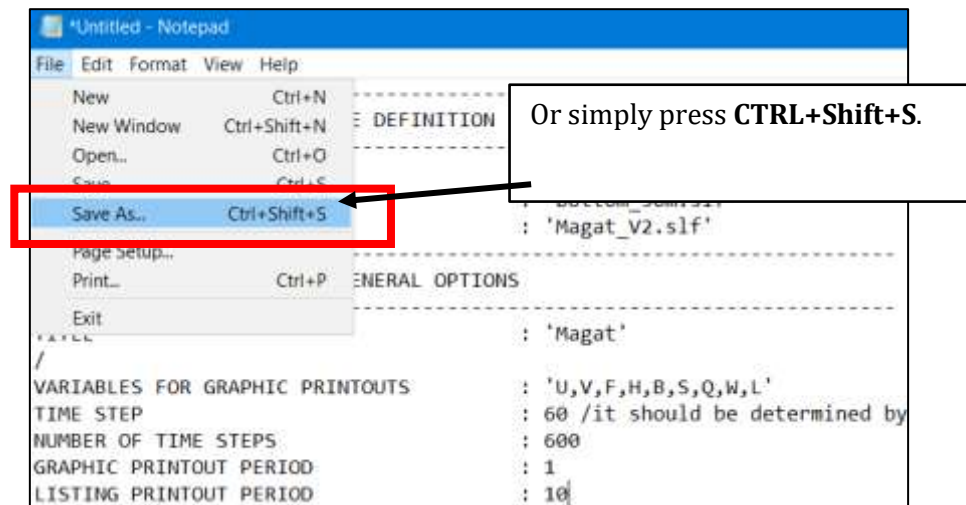 *Untitled - Notepad
File Edit Format View Help
New Ctrl+N
New Window Ctrl+Shift+N
Open... Ctrl+O
Save Ctrl+S
Save As... Ctrl+Shift+S
Page Setup...
Print... Ctrl+P
Exit
Or simply press CTRL+Shift+S.
E DEFINITION
: 'Magat_V2.slf'
ENERAL OPTIONS
TITLE : 'Magat'
/
VARIABLES FOR GRAPHIC PRINTOUTS : 'U,V,F,H,B,S,Q,W,L'
TIME STEP : 60 /it should be determined by
NUMBER OF TIME STEPS : 600
GRAPHIC PRINTOUT PERIOD : 1
LISTING PRINTOUT PERIOD : 10